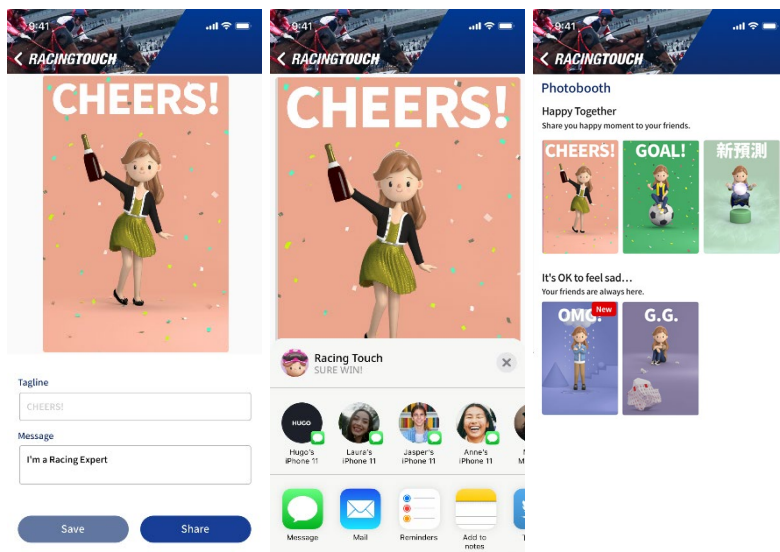 9:41
RACINGTOUCH
CHEERS!
Tagline
CHEERS!
Message
I'm a Racing Expert
Save
Share
9:41
RACINGTOUCH
CHEERS!
Racing Touch
SURE WIN!
HUGO
Hugo's
iPhone 11
Laura's
iPhone 11
Jasper's
iPhone 11
Anne's
iPhone 11
Message
Mail
Reminders
Add to
notes
9:41
RACINGTOUCH
Photobooth
Happy Together
Share you happy moment to your friends.
CHEERS!
GOAL!
新預測
It's OK to feel sad...
Your friends are always here.
OMG!
New
G.G.